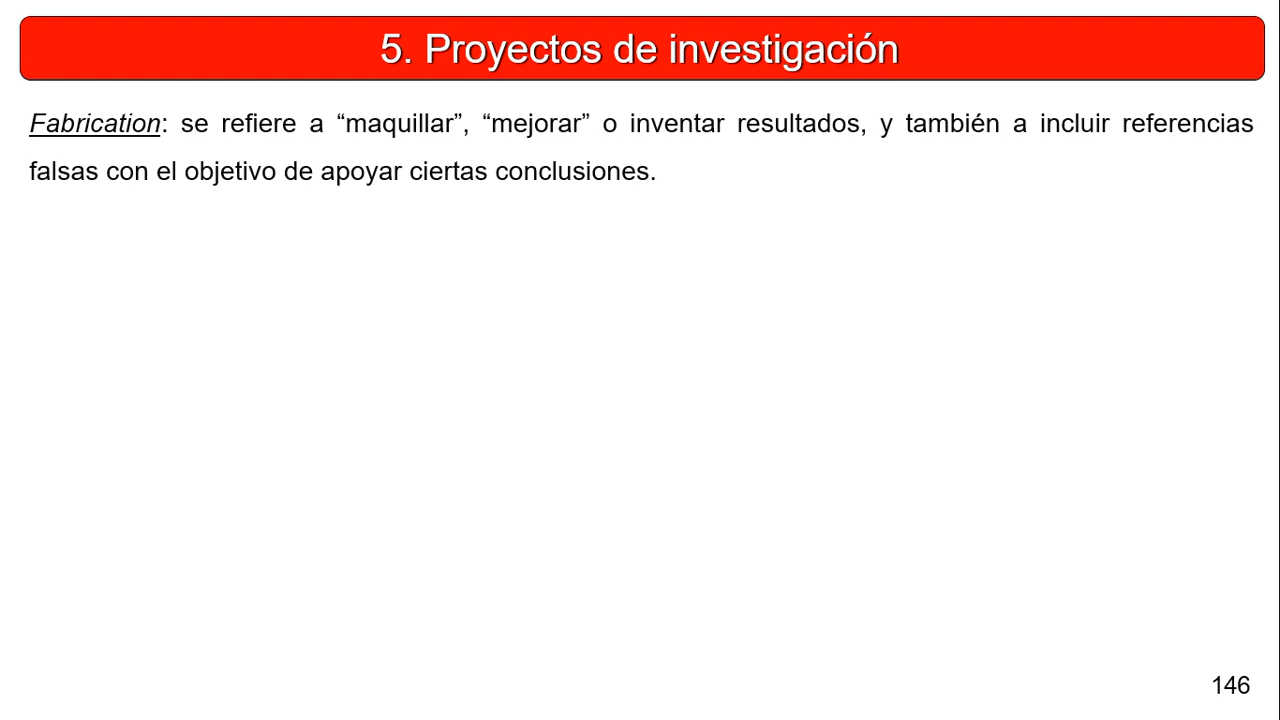 5. Proyectos de investigación
Fabrication: se refiere a “maquillar”, “mejorar” o inventar resultados, y también a incluir referencias
falsas con el objetivo de apoyar ciertas conclusiones.
146